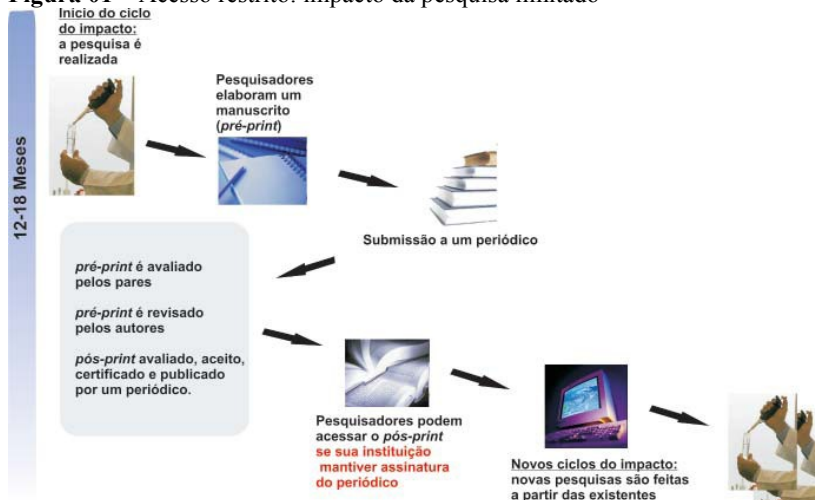 Figura 01 – Acesso restrito: impacto da pesquisa limitado
Início do ciclo
do impacto:
a pesquisa é
realizada
Pesquisadores
elaboram um
manuscrito
(pré-print)
12-18 Meses
Submissão a um periódico
pré-print é avaliado
pelos pares
pré-print é revisado
pelos autores
pós-print avaliado, aceito,
certificado e publicado
por um periódico.
Pesquisadores podem
acessar o pós-print
se sua instituição
mantiver assinatura
do periódico
Novos ciclos do impacto:
novas pesquisas são feitas
a partir das existentes